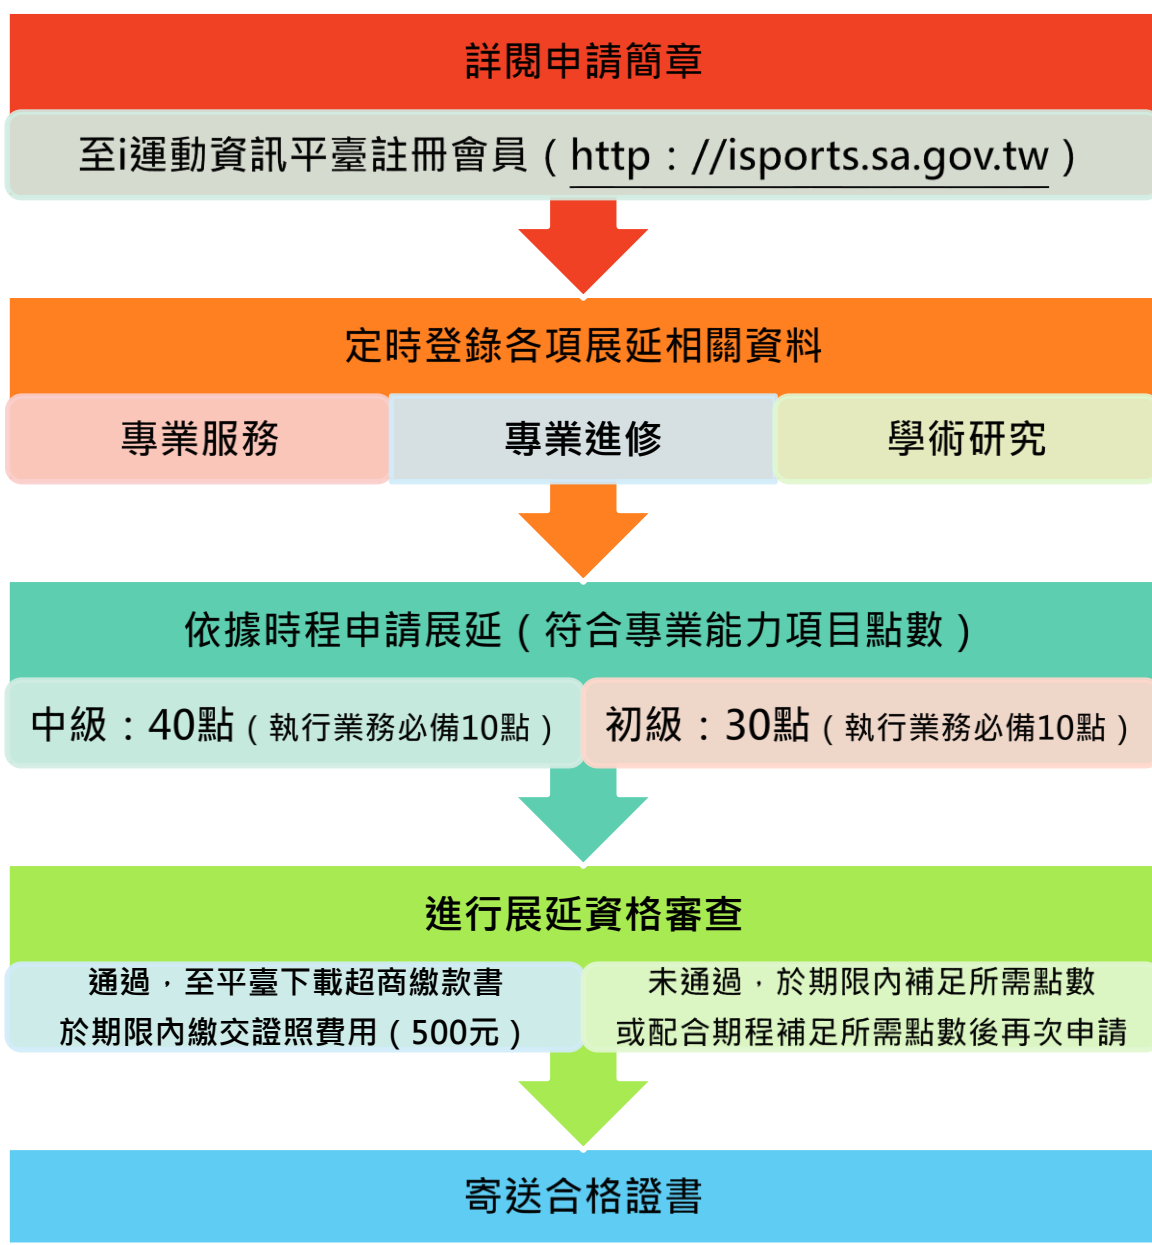 詳閱申請簡章
至i運動資訊平臺註冊會員（http：//isports.sa.gov.tw）
定時登錄各項展延相關資料
專業服務
專業進修
學術研究
依據時程申請展延（符合專業能力項目點數）
中級：40點（執行業務必備10點）
初級：30點（執行業務必備10點）
進行展延資格審查
通過，至平臺下載超商繳款書
於期限內繳交證照費用（500元）
未通過，於期限內補足所需點數
或配合期程補足所需點數後再次申請
寄送合格證書